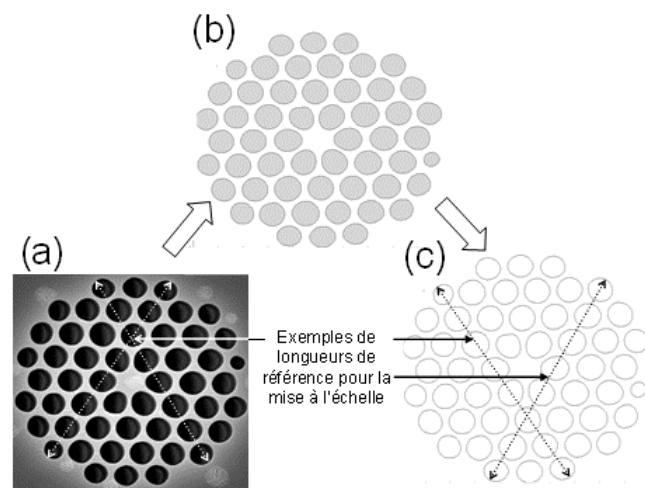 (b)
(a)
(c)
Exemples de
longueurs de
référence pour la
mise à l'échelle